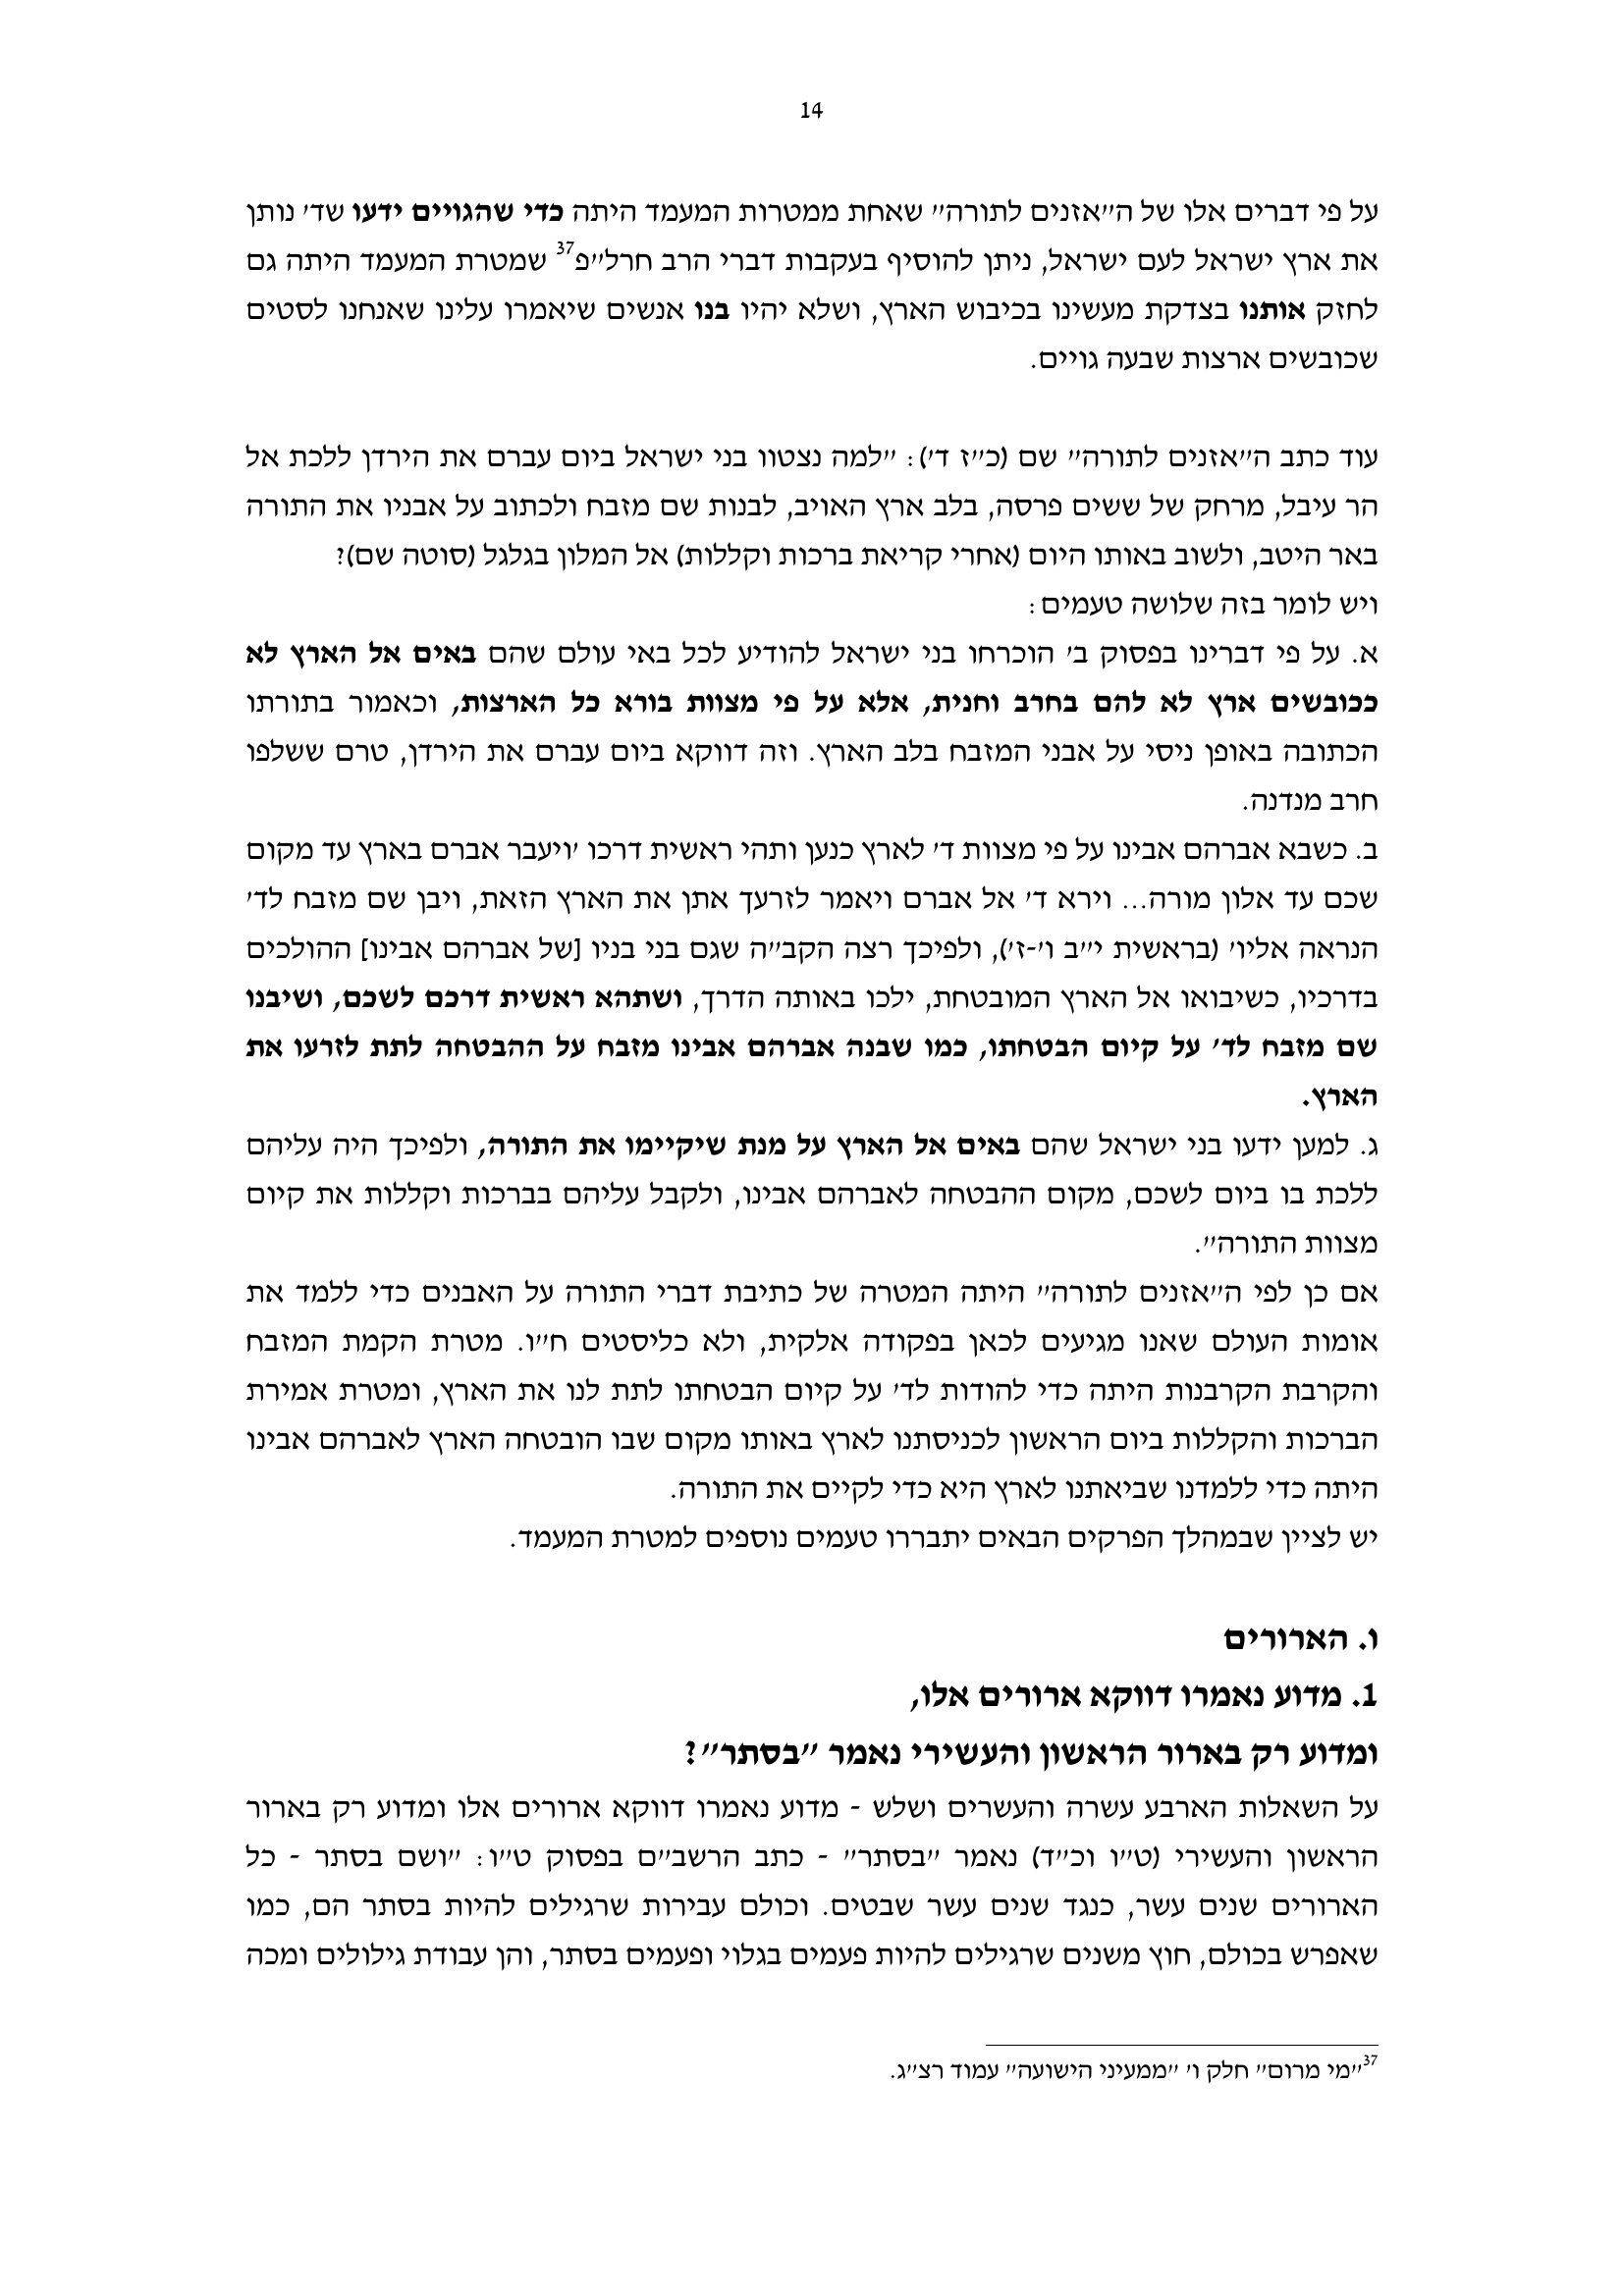 14
על פי דברים אלו של ה"אזנים לתורה" שאחת ממטרות המעמד היתה כדי שהגויים ידעו שד' נותן
את ארץ ישראל לעם ישראל, ניתן להוסיף בעקבות דברי הרב חרל"פ37 שמטרת המעמד היתה גם
לחזק אותנו בצדקת מעשינו בכיבוש הארץ, ושלא יהיו בנו אנשים שיאמרו עלינו שאנחנו לסטים
שכובשים ארצות שבעה גויים.
עוד כתב ה"אזנים לתורה" שם (כ"ז ד'): "למה נצטוו בני ישראל ביום עברם את הירדן ללכת אל
הר עיבל, מרחק של ששים פרסה, בלב ארץ האויב, לבנות שם מזבח ולכתוב על אבניו את התורה
באר היטב, ולשוב באותו היום (אחרי קריאת ברכות וקללות) אל המלון בגלגל (סוטה שם)?
ויש לומר בזה שלושה טעמים:
א. על פי דברינו בפסוק ב' הוכרחו בני ישראל להודיע לכל באי עולם שהם באים אל הארץ לא
ככובשים ארץ לא להם בחרב וחנית, אלא על פי מצוות בורא כל הארצות, וכאמור בתורתו
הכתובה באופן ניסי על אבני המזבח בלב הארץ. וזה דווקא ביום עברם את הירדן, טרם ששלפו
חרב מנדנה.
ב. כשבא אברהם אבינו על פי מצוות ד' לארץ כנען ותהי ראשית דרכו 'ויעבר אברם בארץ עד מקום
שכם עד אלון מורה... וירא ד' אל אברם ויאמר לזרעך אתן את הארץ הזאת, ויבן שם מזבח לד'
הנראה אליו' (בראשית י"ב ו'-ז'), ולפיכך רצה הקב"ה שגם בני בניו [של אברהם אבינו] ההולכים
בדרכיו, כשיבואו אל הארץ המובטחת, ילכו באותה הדרך, ושתהא ראשית דרכם לשכם, ושיבנו
שם מזבח לד' על קיום הבטחתו, כמו שבנה אברהם אבינו מזבח על ההבטחה לתת לזרעו את
הארץ.
ג. למען ידעו בני ישראל שהם באים אל הארץ על מנת שיקיימו את התורה, ולפיכך היה עליהם
ללכת בו ביום לשכם, מקום ההבטחה לאברהם אבינו, ולקבל עליהם בברכות וקללות את קיום
מצוות התורה".
אם כן לפי ה"אזנים לתורה" היתה המטרה של כתיבת דברי התורה על האבנים כדי ללמד את
אומות העולם שאנו מגיעים לכאן בפקודה אלקית, ולא כליסטים ח"ו. מטרת הקמת המזבח
והקרבת הקרבנות היתה כדי להודות לד' על קיום הבטחתו לתת לנו את הארץ, ומטרת אמירת
הברכות והקללות ביום הראשון לכניסתנו לארץ באותו מקום שבו הובטחה הארץ לאברהם אבינו
היתה כדי ללמדנו שביאתנו לארץ היא כדי לקיים את התורה.
יש לציין שבמהלך הפרקים הבאים יתבררו טעמים נוספים למטרת המעמד.
ו. הארורים
1. מדוע נאמרו דווקא ארורים אלו,
ומדוע רק בארור הראשון והעשירי נאמר "בסתר"?
על השאלות הארבע עשרה והעשרים ושלש - מדוע נאמרו דווקא ארורים אלו ומדוע רק בארור
הראשון והעשירי (ט"ו וכ"ד) נאמר "בסתר" - כתב הרשב"ם בפסוק ט"ו: "ושם בסתר - כל
הארורים שנים עשר, כנגד שנים עשר שבטים. וכולם עבירות שרגילים להיות בסתר הם, כמו
שאפרש בכולם, חוץ משנים שרגילים להיות פעמים בגלוי ופעמים בסתר, והן עבודת גילולים ומכה
37"מי מרום" חלק ו' "ממעיני הישועה" עמוד רצ"ג.